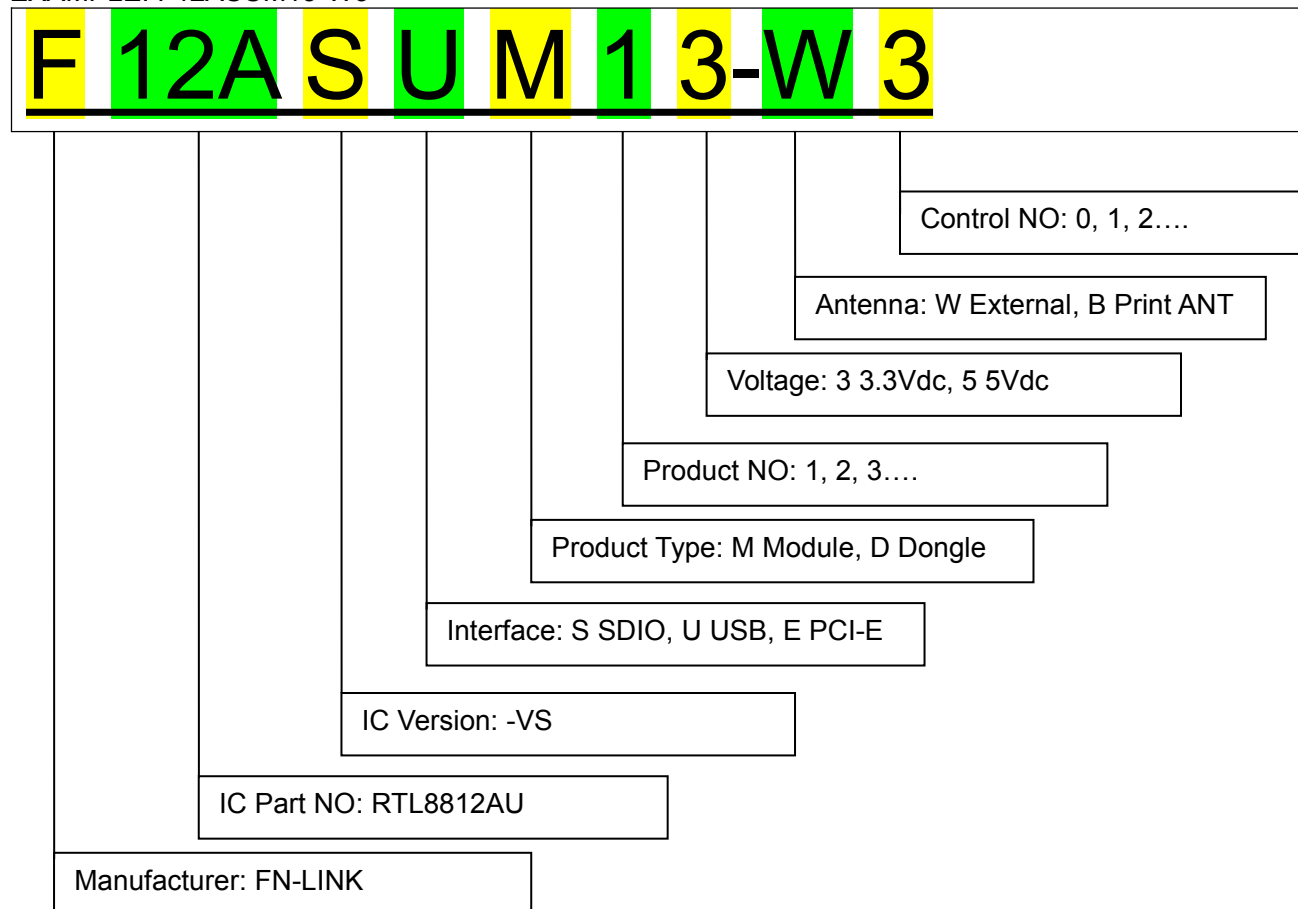 F 12A S U M 1 3-W 3
Control NO: 0, 1, 2….
Antenna: W External, B Print ANT
Voltage: 3 3.3Vdc, 5 5Vdc
Product NO: 1, 2, 3….
Product Type: M Module, D Dongle
Interface: S SDIO, U USB, E PCI-E
IC Version: -VS
IC Part NO: RTL8812AU
Manufacturer: FN-LINK